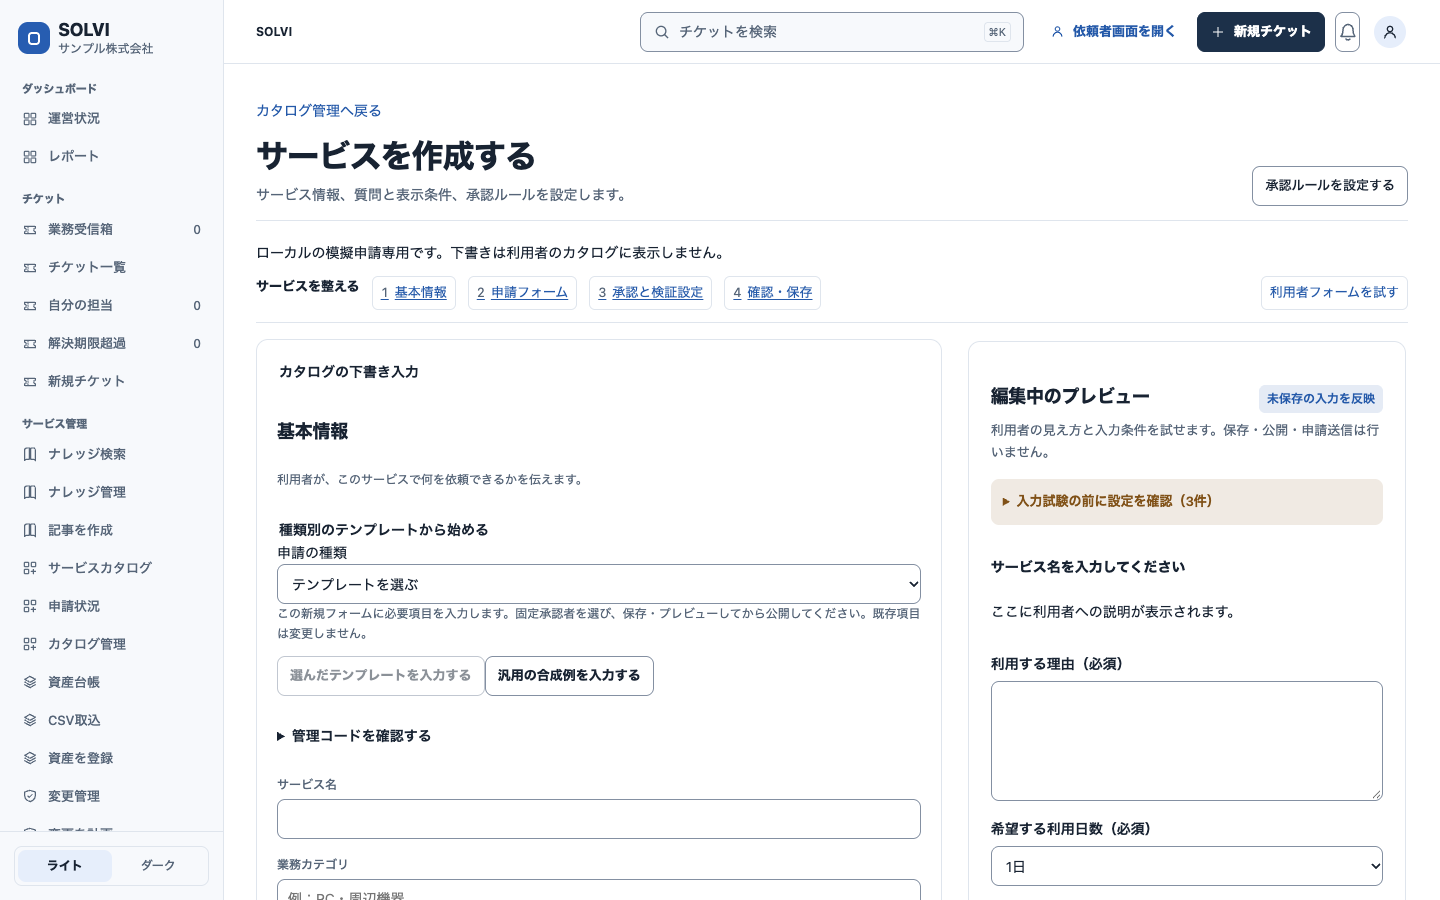 SOLVI
サンプル株式会社
ダッシュボード
運営状況
レポート
チケット
業務受信箱 0
チケット一覧
自分の担当 0
解決期限超過 0
新規チケット
サービス管理
ナレッジ検索
ナレッジ管理
記事を作成
サービスカタログ
申請状況
カタログ管理
資産台帳
CSV取込
資産を登録
変更管理
ライト
ダーク
SOLVI
チケットを検索 ⌘K
依頼者画面を開く
+ 新規チケット
カタログ管理へ戻る
サービスを作成する
サービス情報、質問と表示条件、承認ルールを設定します。
承認ルールを設定する
ローカルの模擬申請専用です。下書きは利用者のカタログに表示しません。
サービスを整える 1 基本情報 2 申請フォーム 3 承認と検証設定 4 確認・保存 利用者フォームを試す
カタログの下書き入力
基本情報
利用者が、このサービスで何を依頼できるかを伝えます。
種類別のテンプレートから始める
申請の種類
テンプレートを選ぶ
この新規フォームに必要項目を入力します。固定承認者を選び、保存・プレビューしてから公開してください。既存項目
は変更しません。
選んだテンプレートを入力する 汎用の合成例を入力する
▶ 管理コードを確認する
サービス名
業務カテゴリ
例：PC・周辺機器
編集中のプレビュー 未保存の入力を反映
利用者の見え方と入力条件を試せます。保存・公開・申請送信は行
いません。
▶ 入力試験の前に設定を確認（3件）
サービス名を入力してください
ここに利用者への説明が表示されます。
利用する理由（必須）
希望する利用日数（必須）
1日